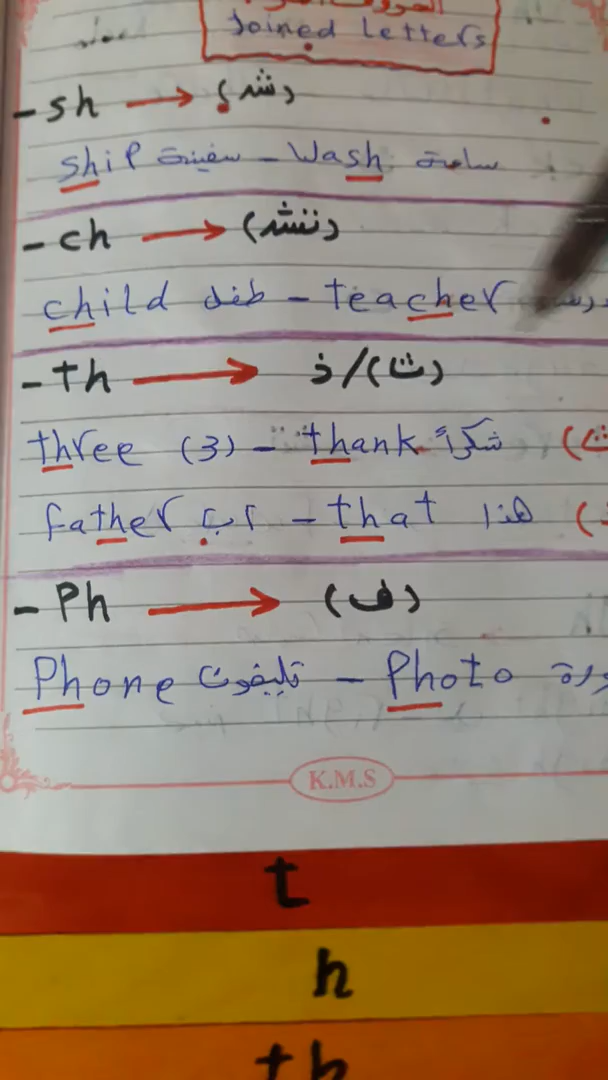 Joined Letters
- sh → (ش)
ship سفينة - Wash ساعة
- ch → (تش)
child طفل - teacher
- th → (ث)/ذ
three (3) - thank شكراً
father أب - that هذا
- Ph → (ف)
Phone تليفون - Photo
K.M.S
t
h
th